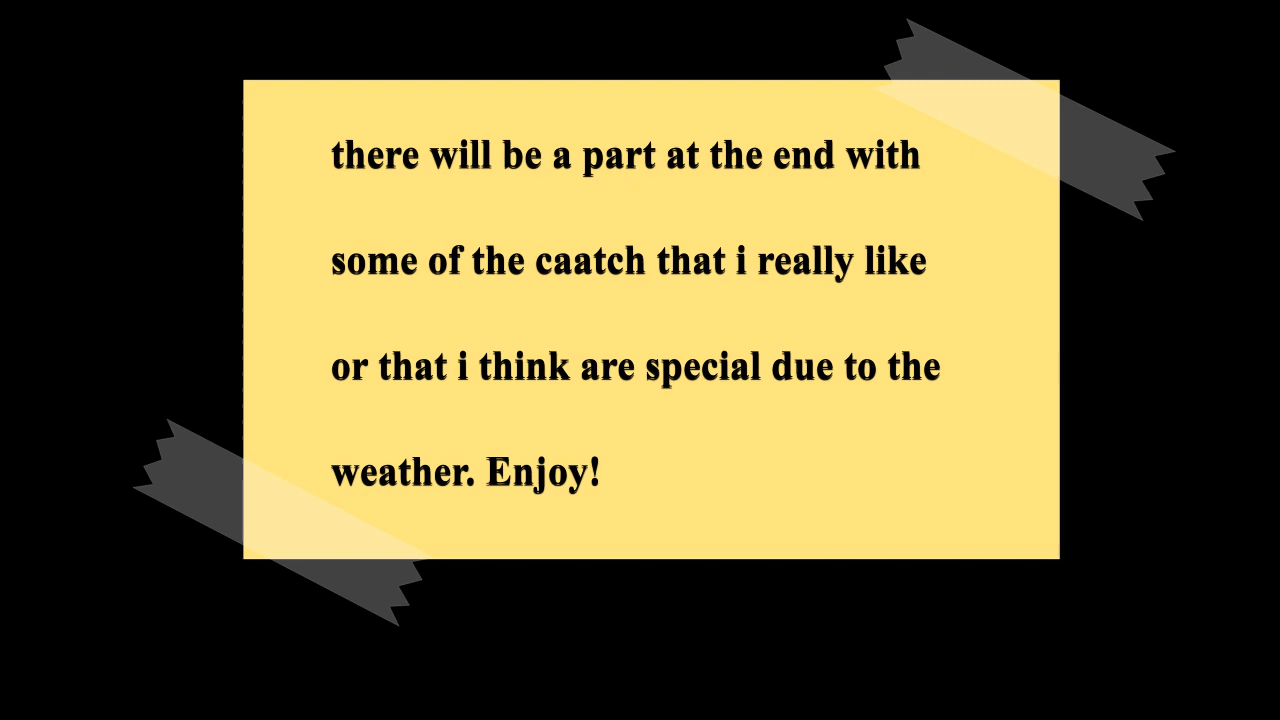 there will be a part at the end with
some of the caatch that i really like
or that i think are special due to the
weather. Enjoy!